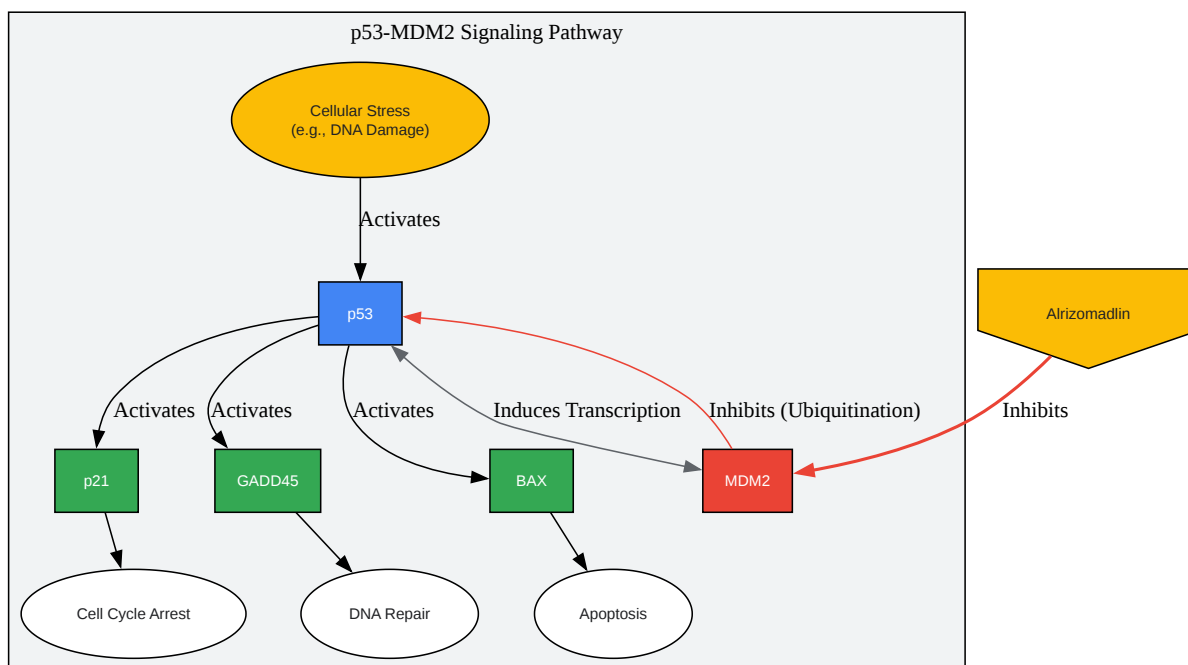 p53-MDM2 Signaling Pathway
Cellular Stress
(e.g., DNA Damage)
Activates
p53
Alrizomadlin
Activates
Activates
Activates
Induces Transcription
Inhibits (Ubiquitination)
Inhibits
p21
GADD45
BAX
MDM2
Cell Cycle Arrest
DNA Repair
Apoptosis